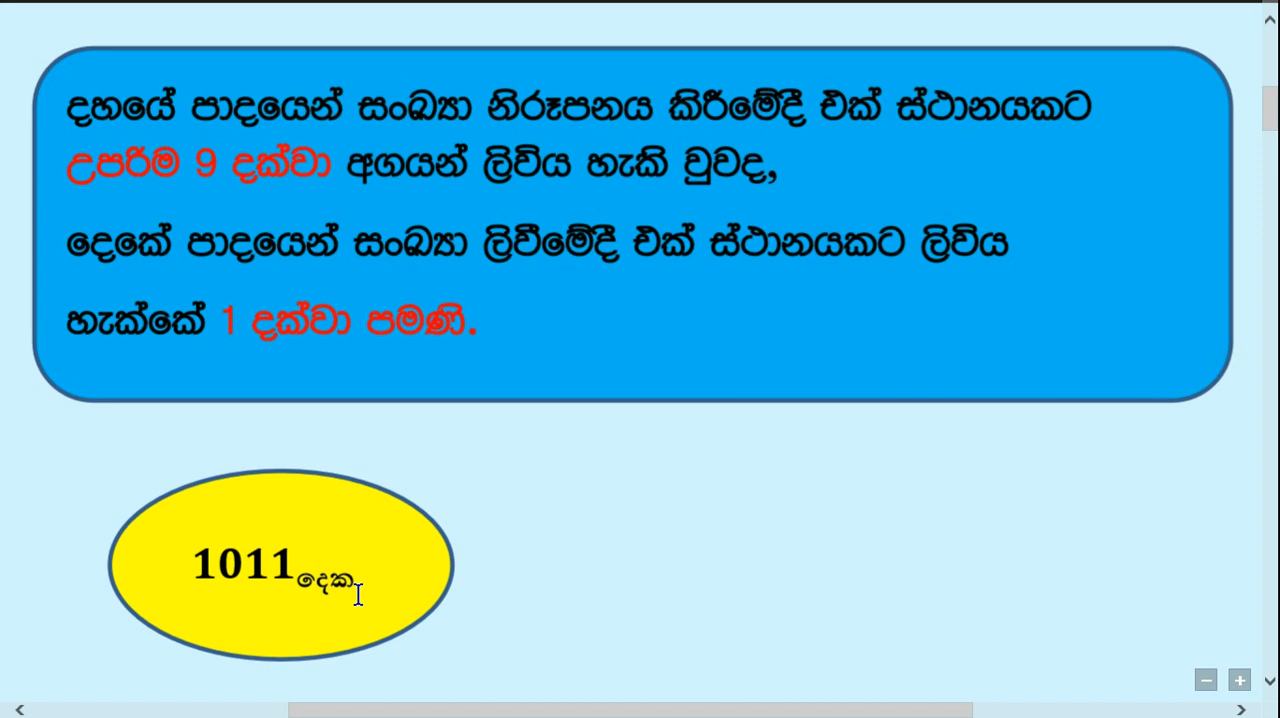 දහයේ පාදයෙන් සංඛ්‍යා නිරූපනය කිරීමේදී එක් ස්ථානයකට
උපරිම 9 දක්වා අගයන් ලිවිය හැකි වුවද,
දෙකේ පාදයෙන් සංඛ්‍යා ලිවීමේදී එක් ස්ථානයකට ලිවිය
හැක්කේ 1 දක්වා පමණි.
1011දෙක